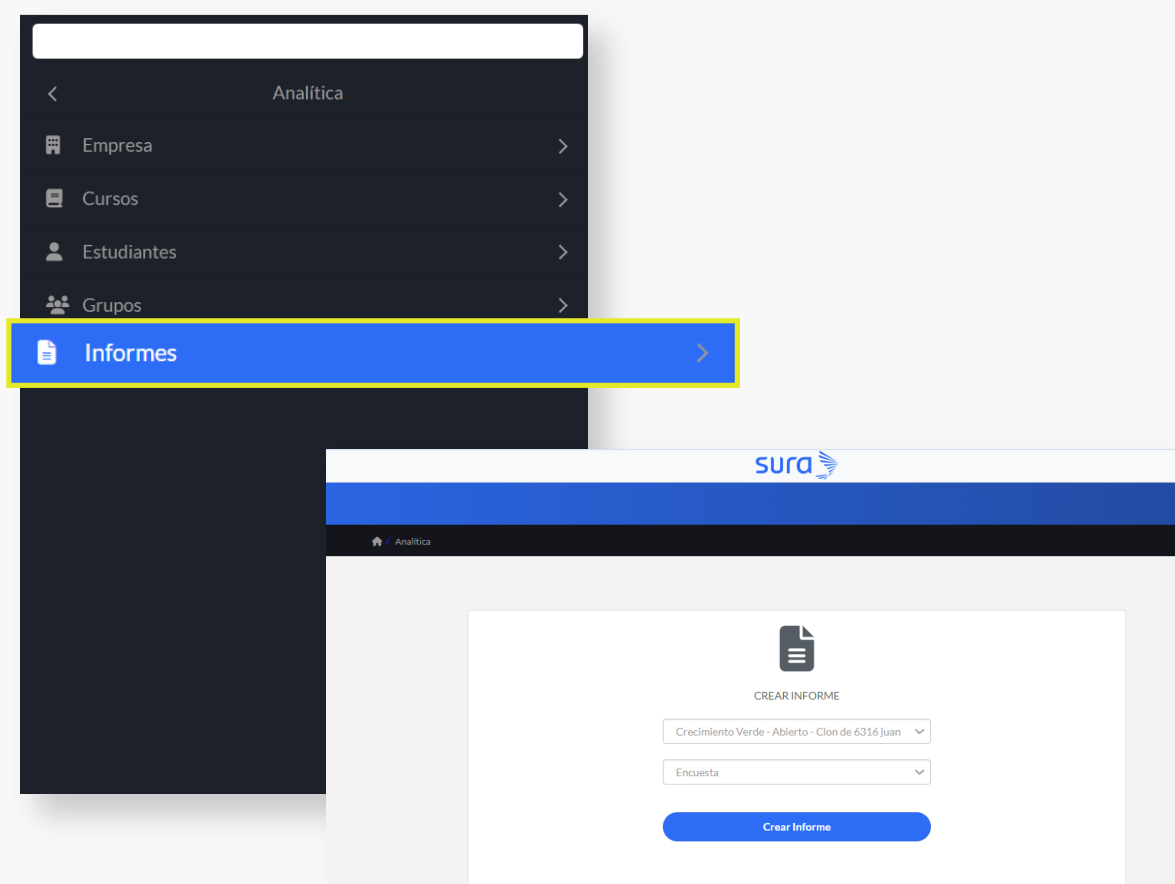 Analítica
Empresa
Cursos
Estudiantes
Grupos
Informes
sura
/ Analítica
CREAR INFORME
Crecimiento Verde - Abierto - Clon de 6316 juan
Encuesta
Crear Informe